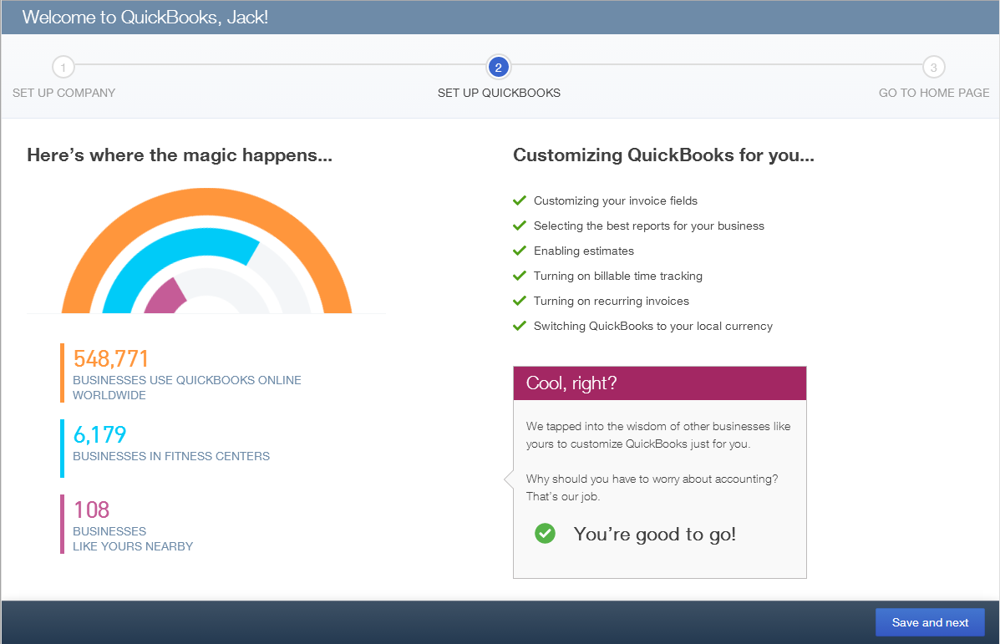 Welcome to QuickBooks, Jack!
1
2
3
SET UP COMPANY
SET UP QUICKBOOKS
GO TO HOME PAGE
Here's where the magic happens...
548,771
BUSINESSES USE QUICKBOOKS ONLINE
WORLDWIDE
6,179
BUSINESSES IN FITNESS CENTERS
108
BUSINESSES
LIKE YOURS NEARBY
Customizing QuickBooks for you...
Customizing your invoice fields
Selecting the best reports for your business
Enabling estimates
Turning on billable time tracking
Turning on recurring invoices
Switching QuickBooks to your local currency
Cool, right?
We tapped into the wisdom of other businesses like
yours to customize QuickBooks just for you.
Why should you have to worry about accounting?
That's our job.
You're good to go!
Save and next